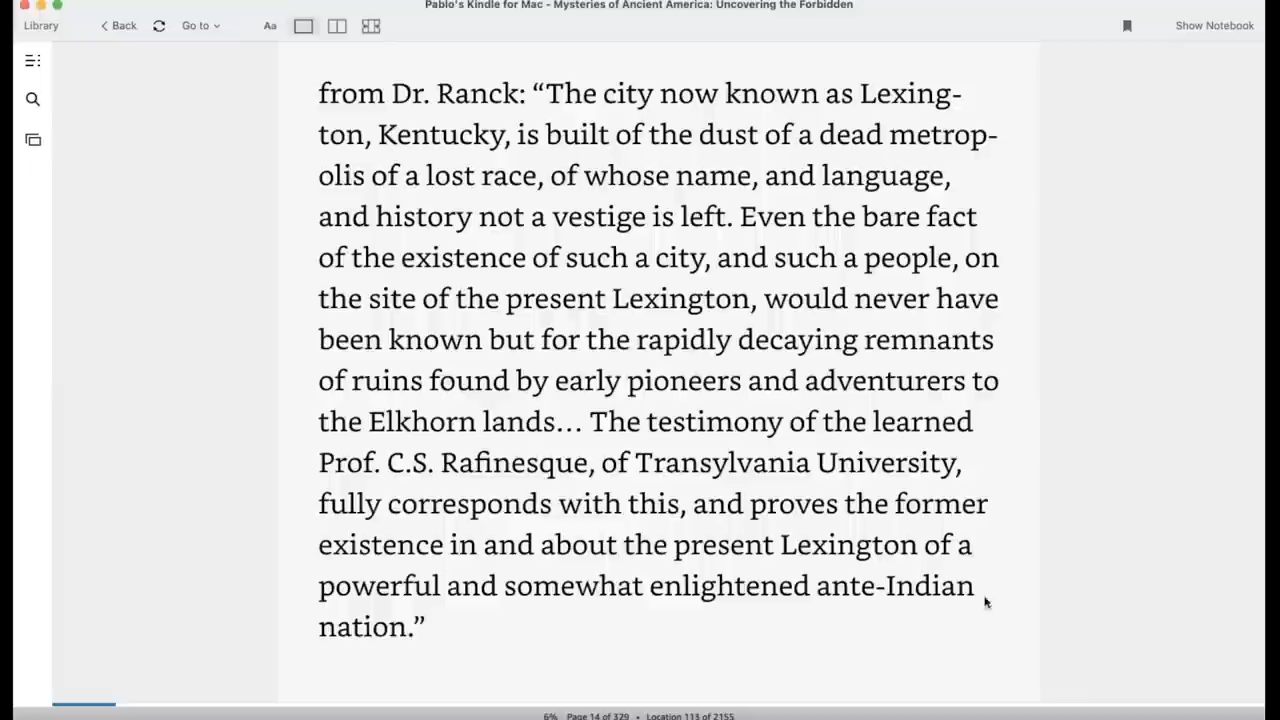 Pablo's Kindle for Mac - Mysteries of Ancient America: Uncovering the Forbidden
Library
Back
Go to
Aa
Show Notebook
from Dr. Ranck: “The city now known as Lexing-
ton, Kentucky, is built of the dust of a dead metrop-
olis of a lost race, of whose name, and language,
and history not a vestige is left. Even the bare fact
of the existence of such a city, and such a people, on
the site of the present Lexington, would never have
been known but for the rapidly decaying remnants
of ruins found by early pioneers and adventurers to
the Elkhorn lands… The testimony of the learned
Prof. C.S. Rafinesque, of Transylvania University,
fully corresponds with this, and proves the former
existence in and about the present Lexington of a
powerful and somewhat enlightened ante-Indian
nation.”
6% Page 14 of 329 • Location 113 of 2155